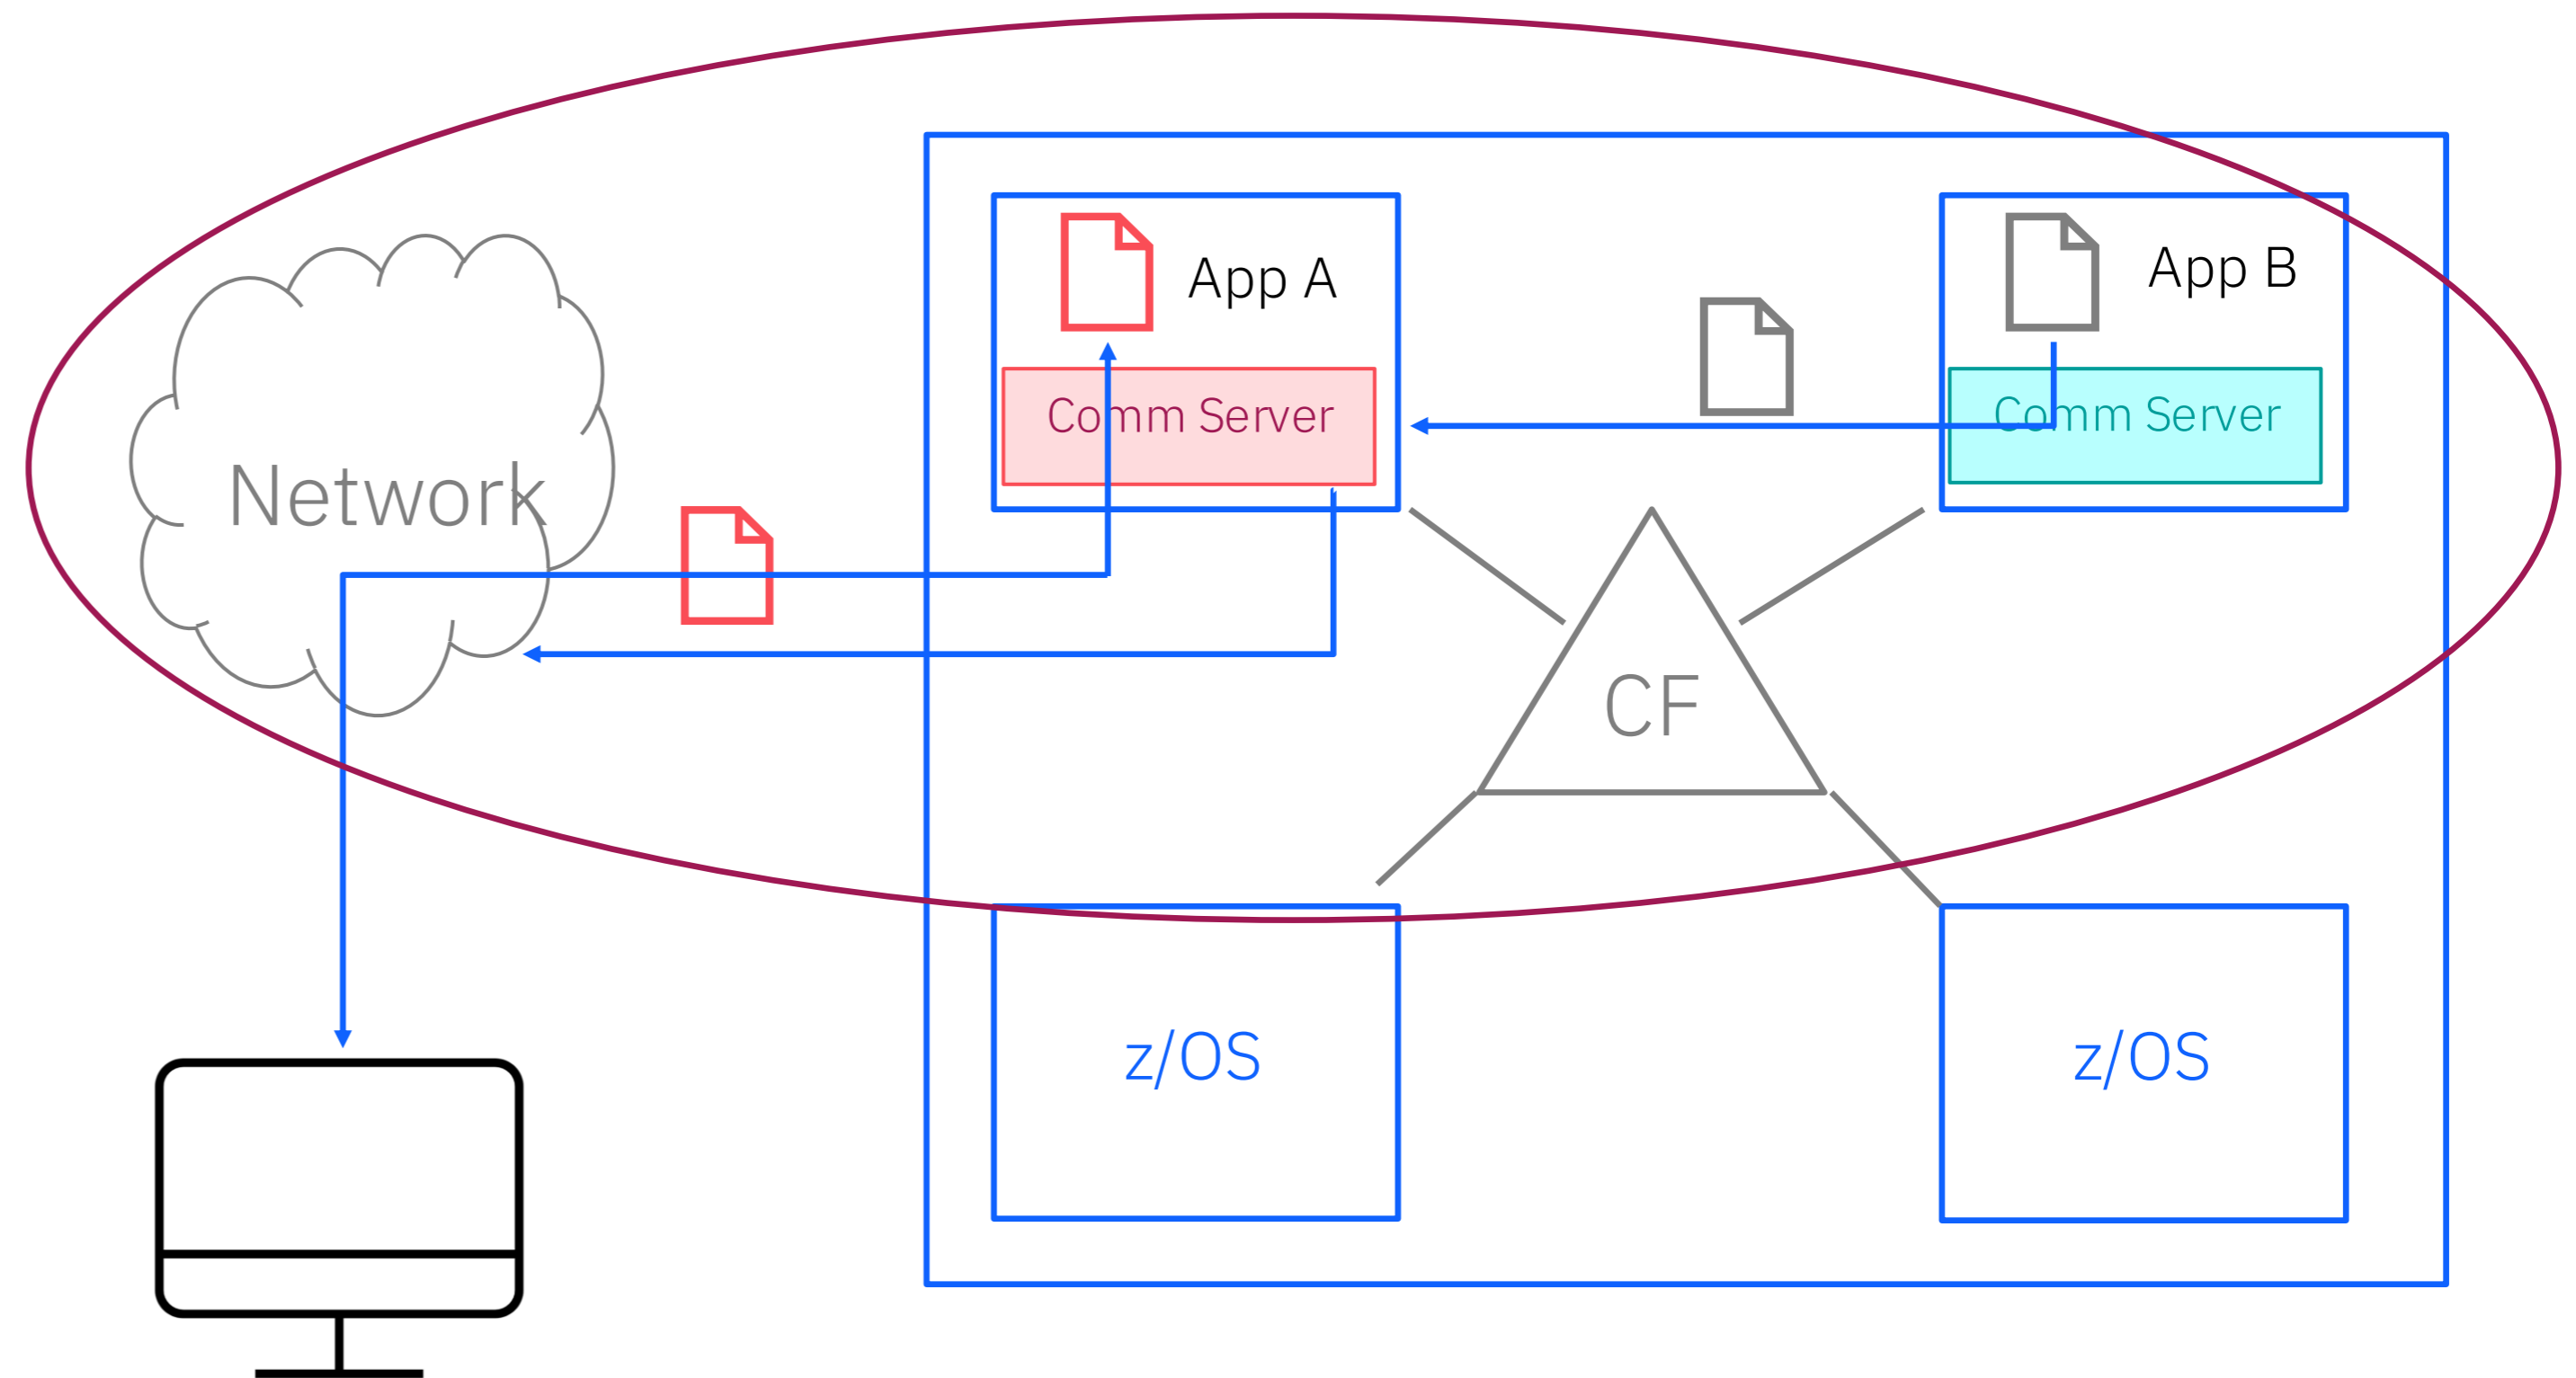 App A
App B
Comm Server
Comm Server
Network
CF
z/OS
z/OS